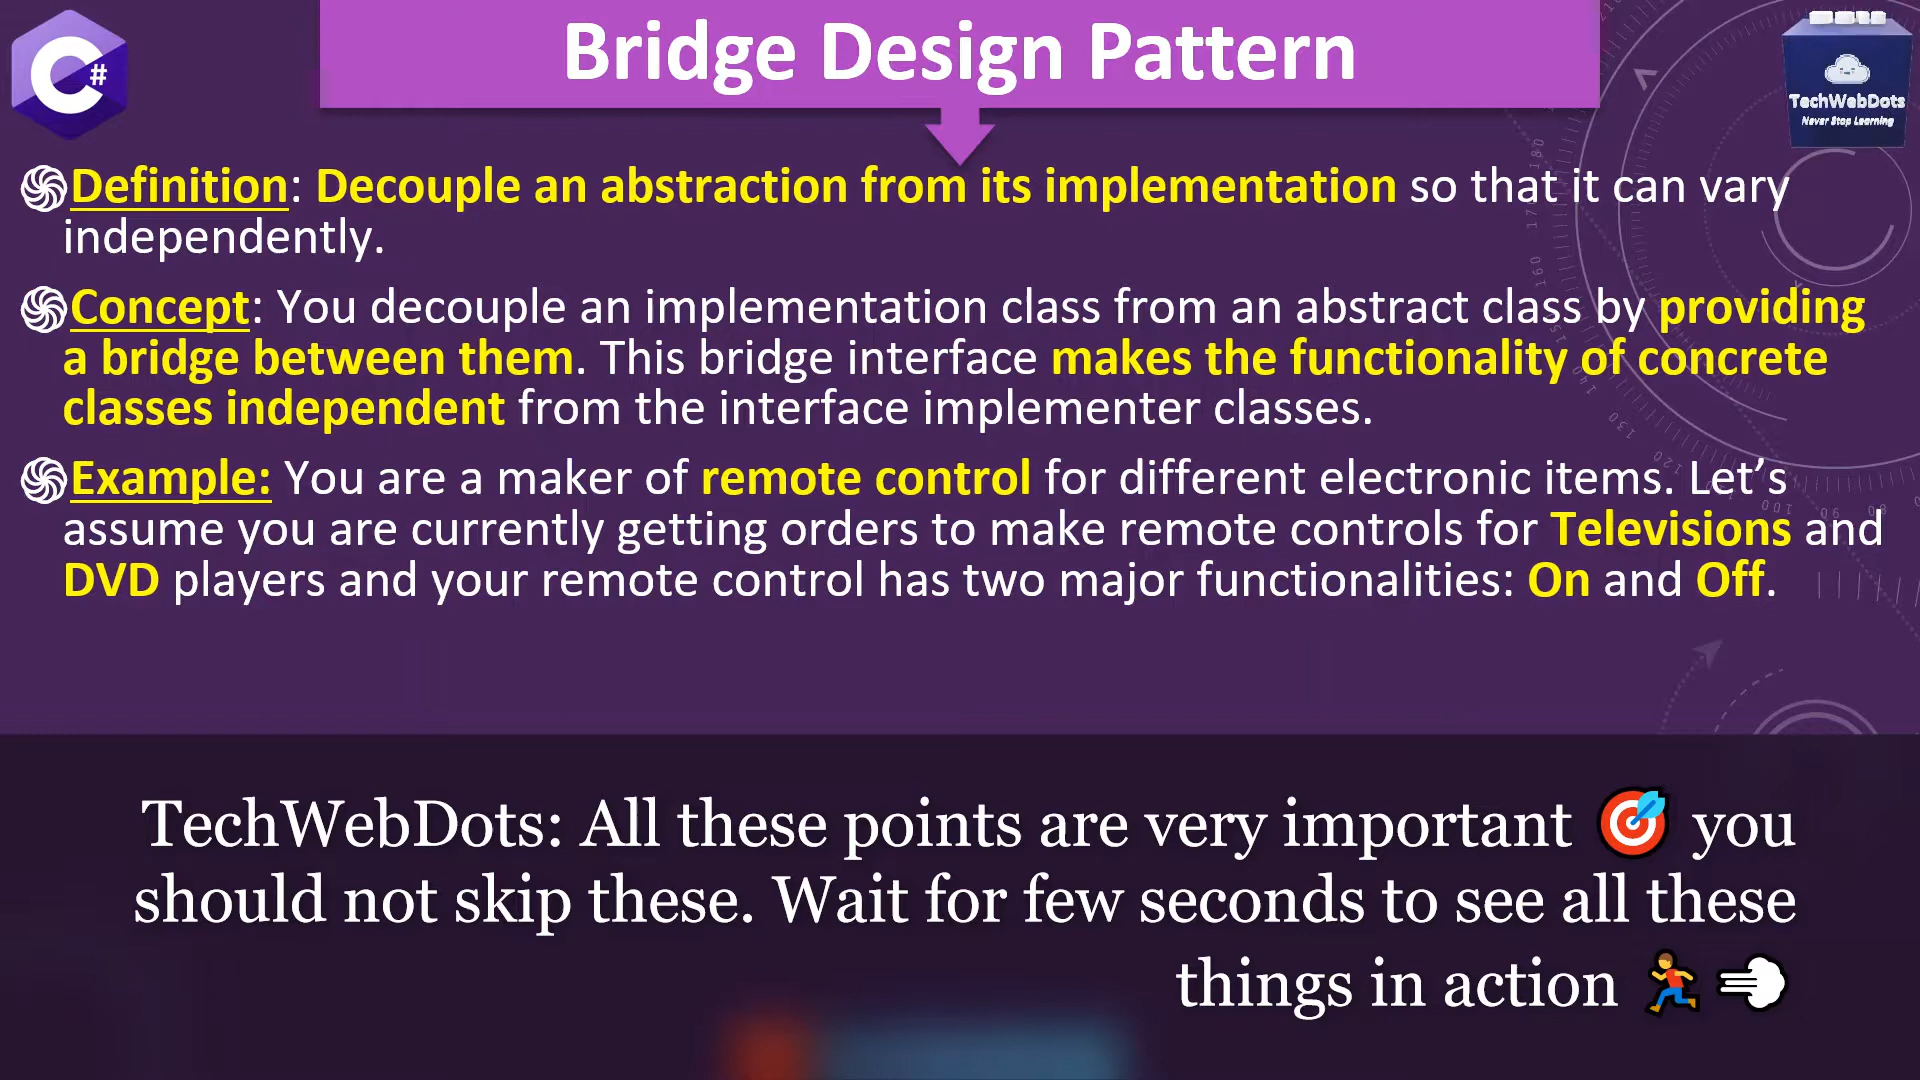 Bridge Design Pattern
C#
TechWebDots
Never Stop Learning
Definition: Decouple an abstraction from its implementation so that it can vary
independently.
Concept: You decouple an implementation class from an abstract class by providing
a bridge between them. This bridge interface makes the functionality of concrete
classes independent from the interface implementer classes.
Example: You are a maker of remote control for different electronic items. Let’s
assume you are currently getting orders to make remote controls for Televisions and
DVD players and your remote control has two major functionalities: On and Off.
TechWebDots: All these points are very important 🎯 you
should not skip these. Wait for few seconds to see all these
things in action 🏃💨